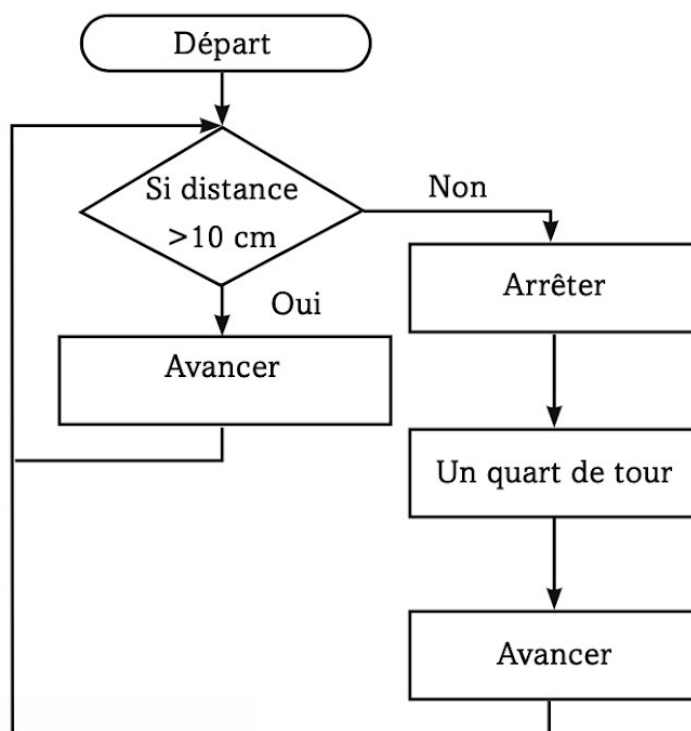 Départ
Si distance
>10 cm
Non
Oui
Arrêter
Avancer
Un quart de tour
Avancer